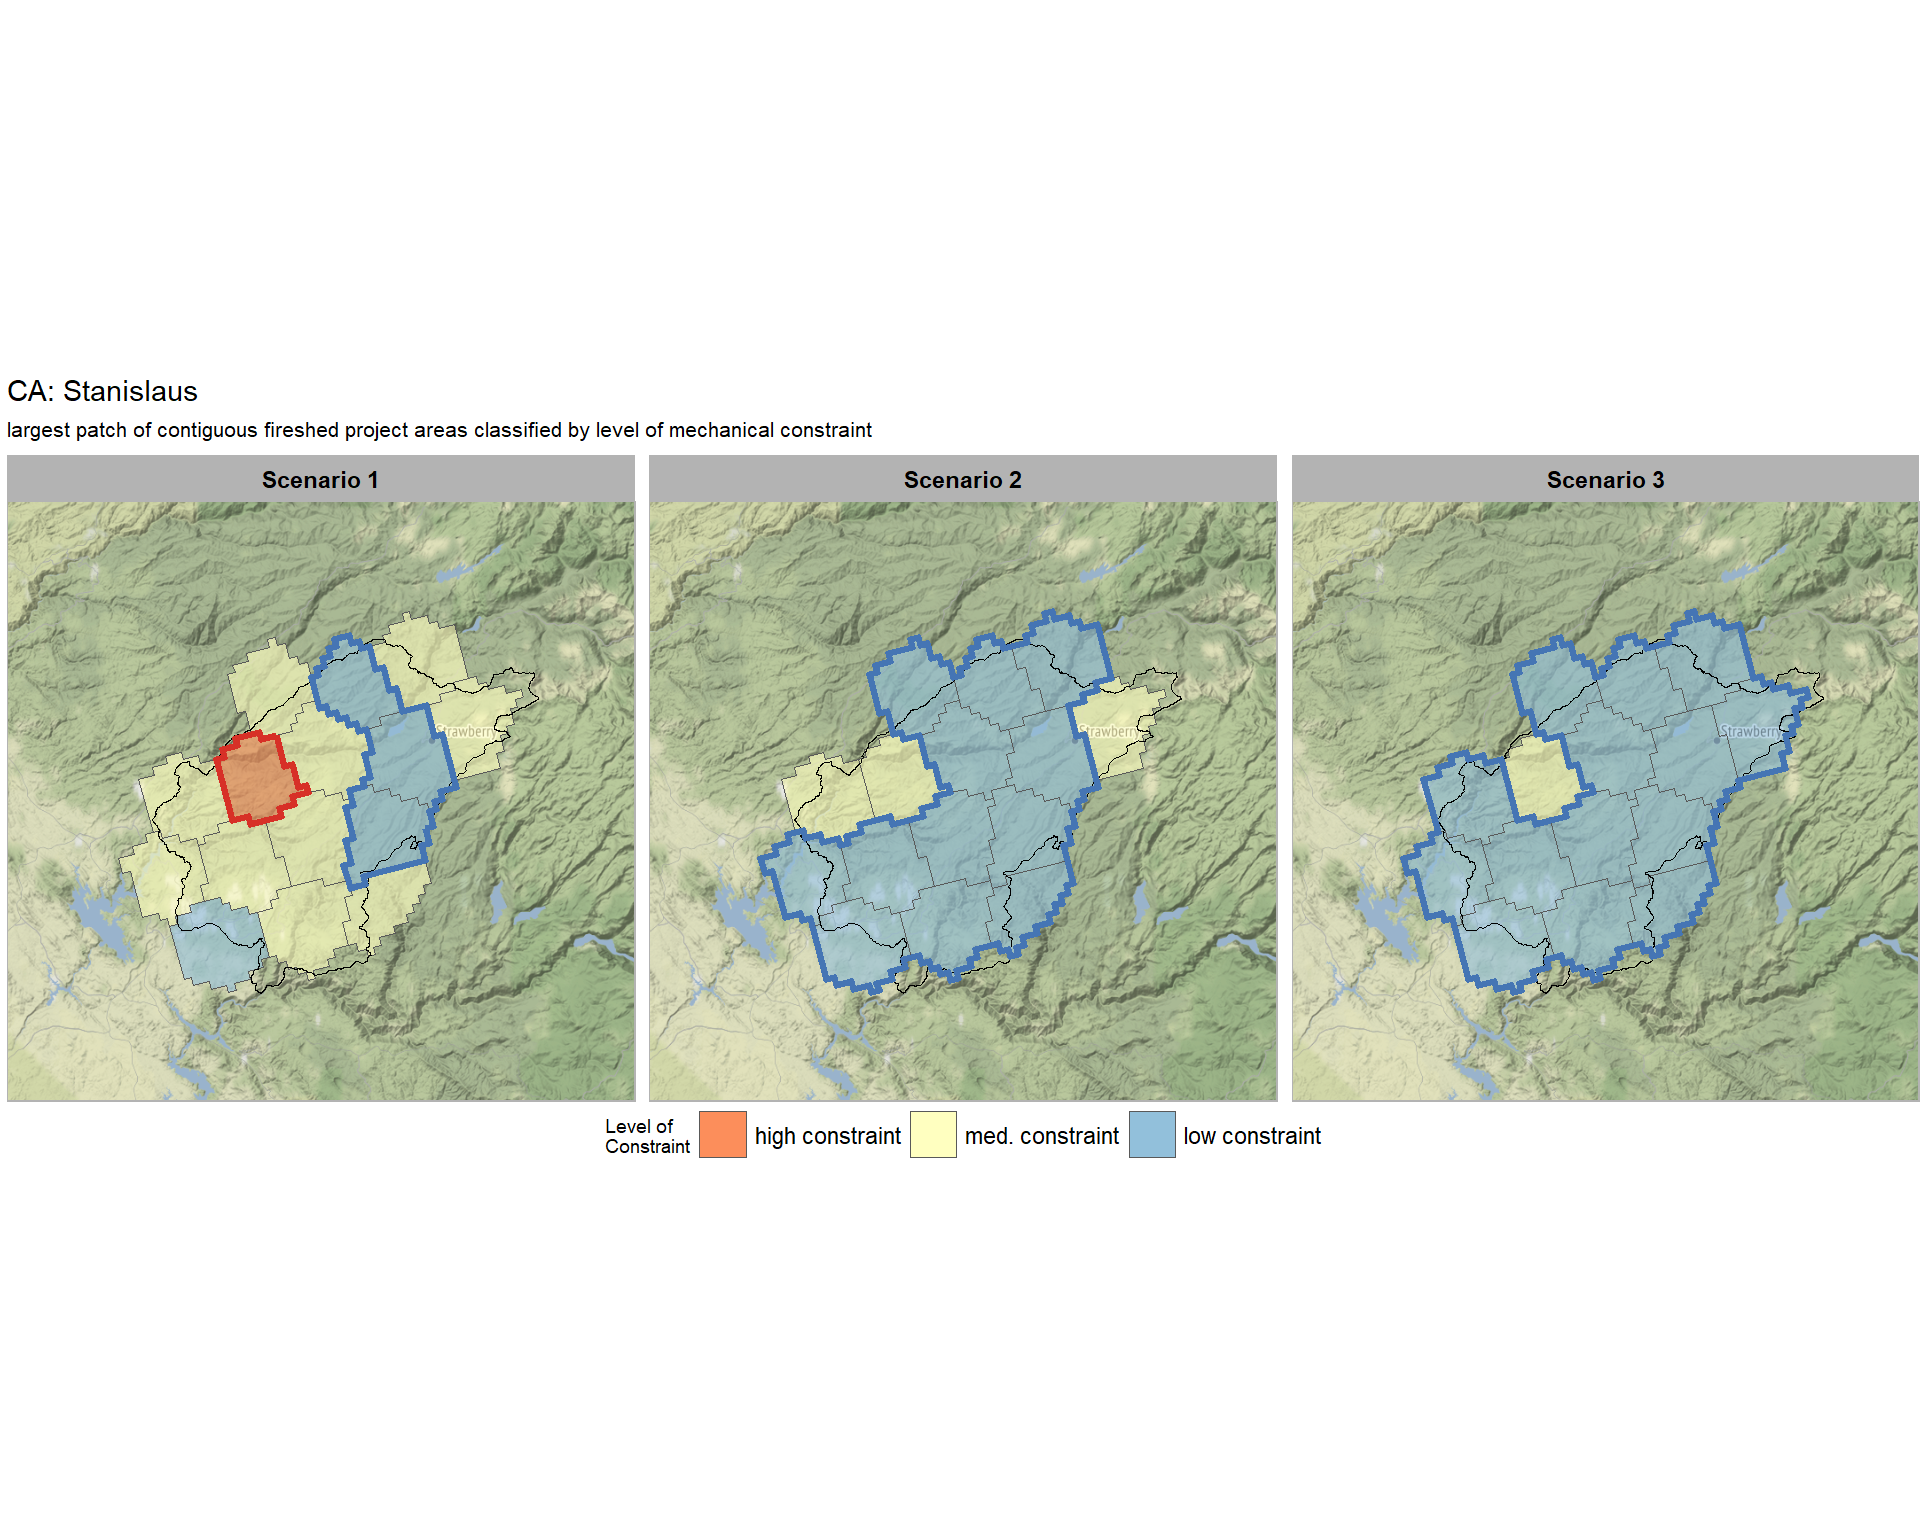 CA: Stanislaus
largest patch of contiguous fireshed project areas classified by level of mechanical constraint
Scenario 1
Scenario 2
Scenario 3
Strawberry
Strawberry
Strawberry
Level of
Constraint
high constraint
med. constraint
low constraint